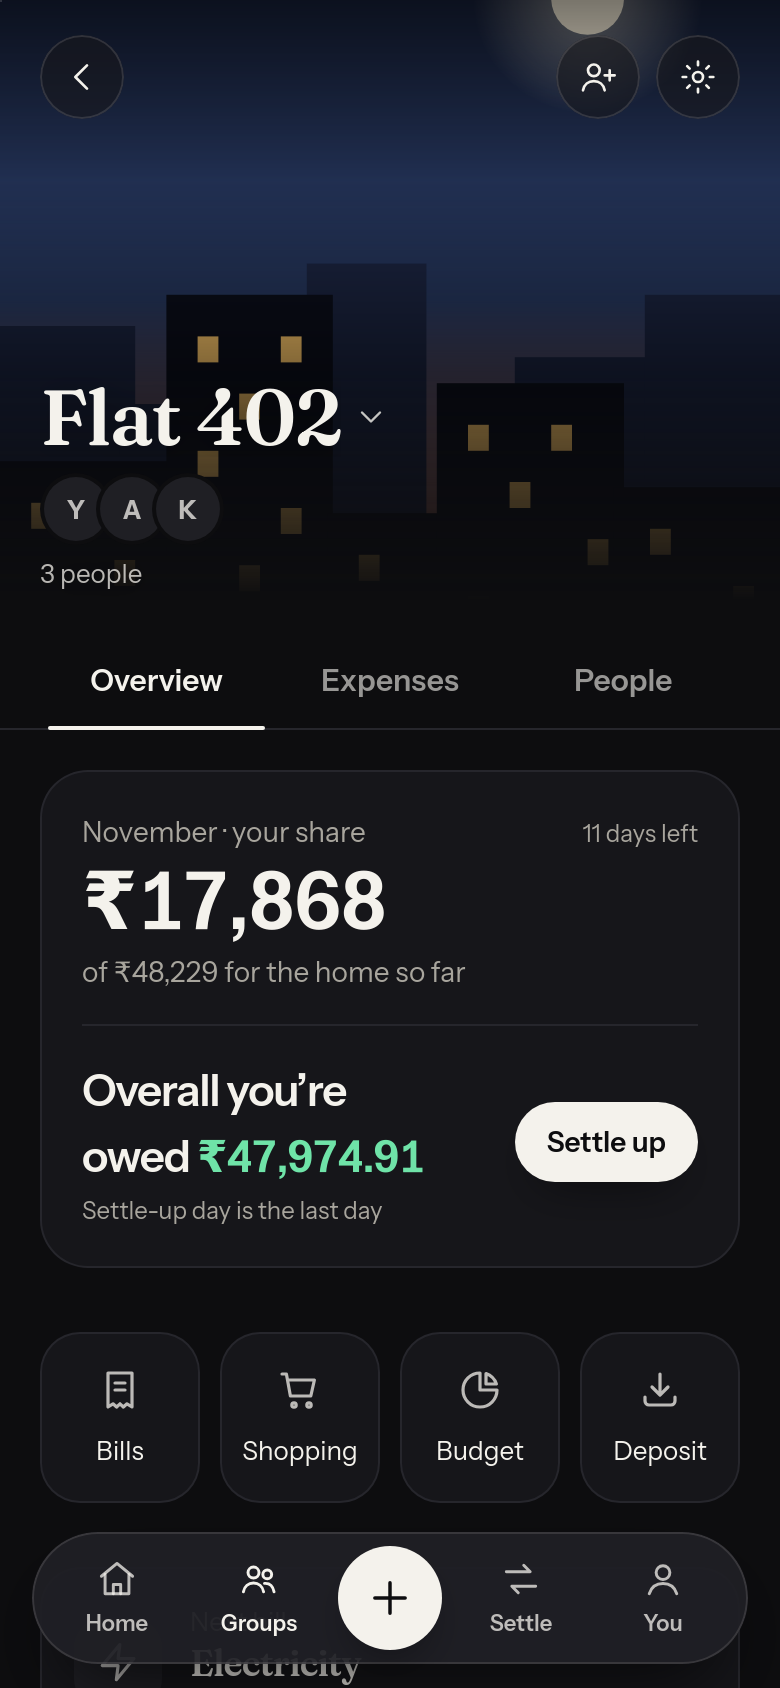 Flat 402
Y A K
3 people
Overview Expenses People
November · your share 11 days left
₹17,868
of ₹48,229 for the home so far
Overall you’re
owed ₹47,974.91
Settle up
Settle-up day is the last day
Bills Shopping Budget Deposit
Home Groups Settle You
Electricity